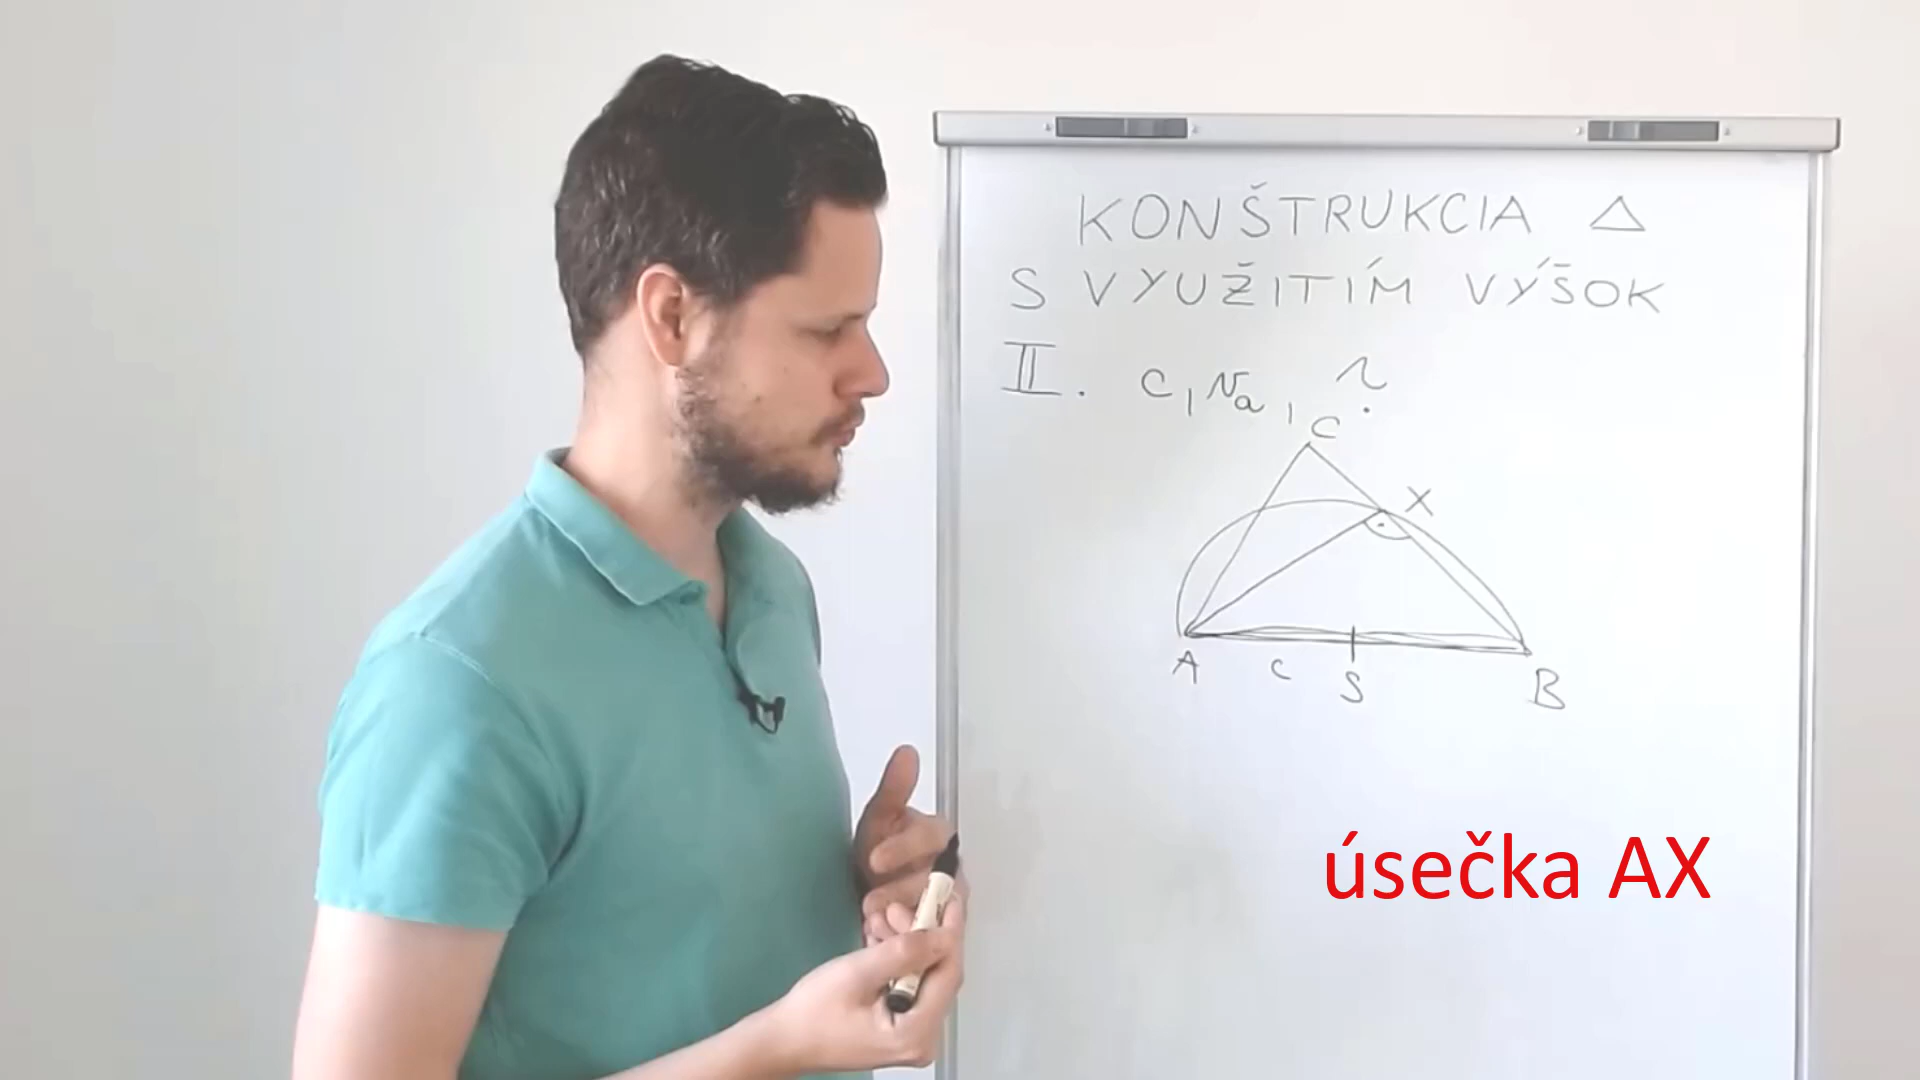 KONŠTRUKCIA △
S VYUŽITÍM VÝŠOK
II. c, va, ?
C
X
A c S B
úsečka AX